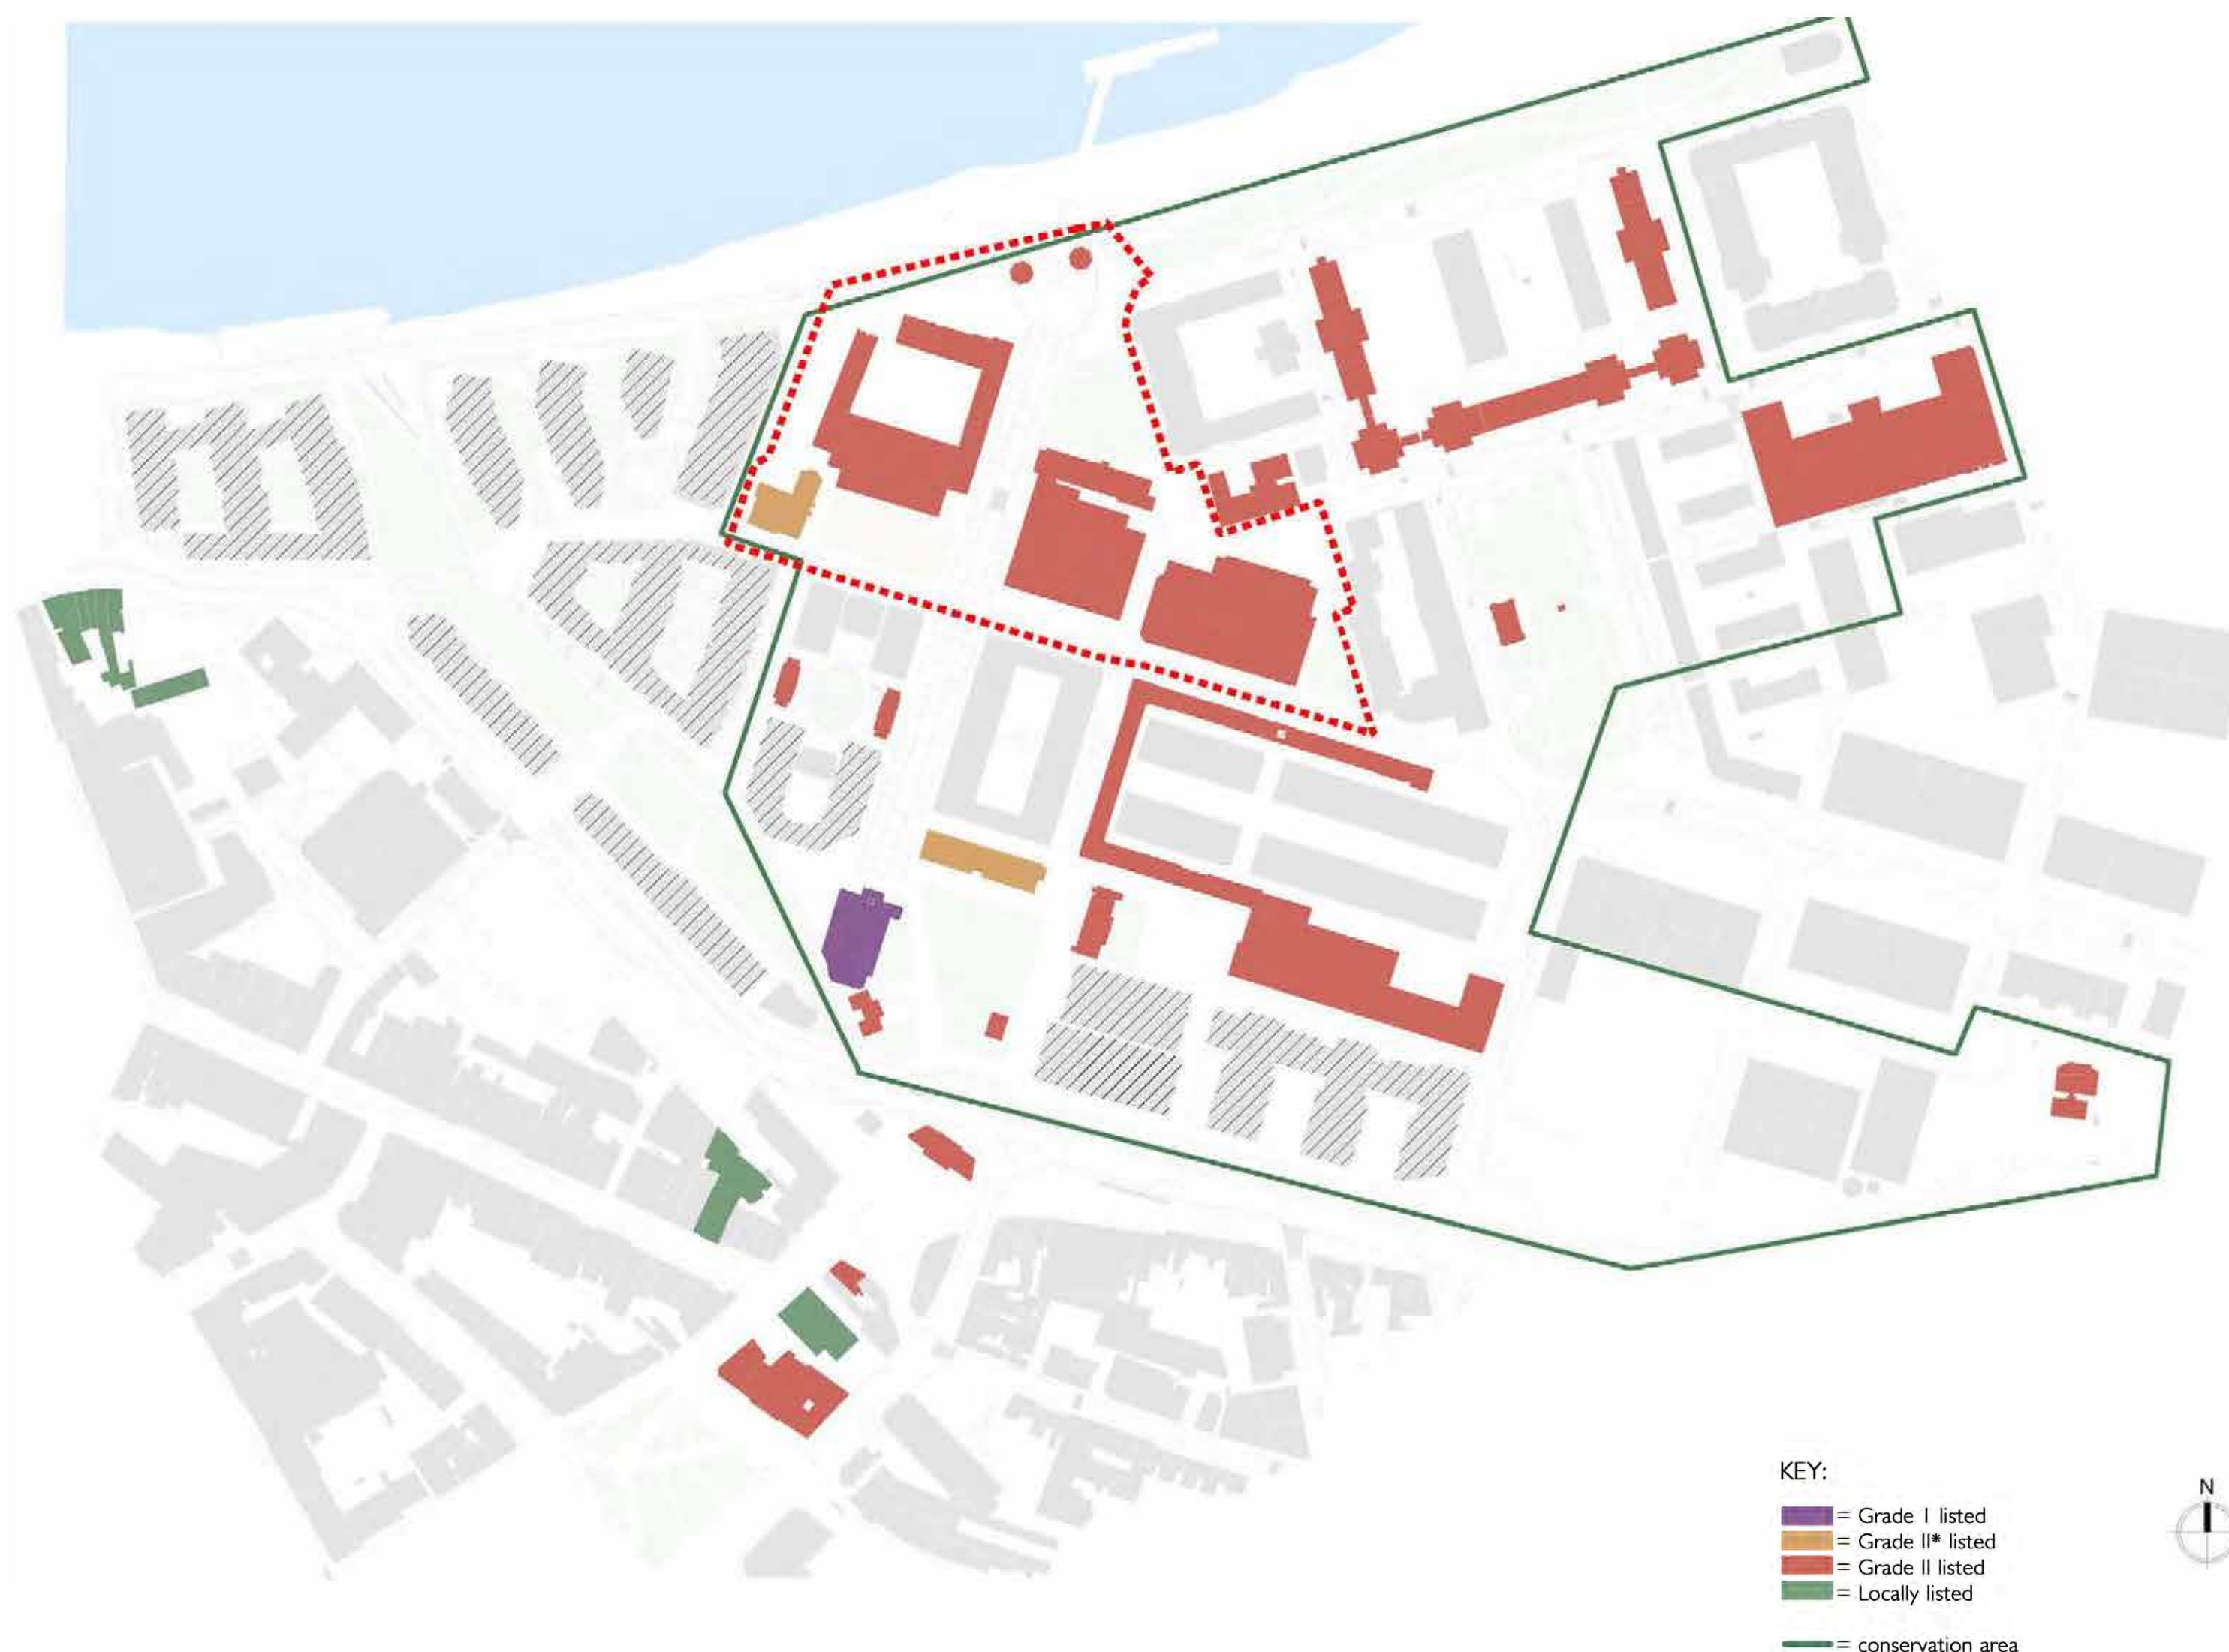 KEY:
N
= Grade I listed
= Grade II* listed
= Grade II listed
= Locally listed
= conservation area